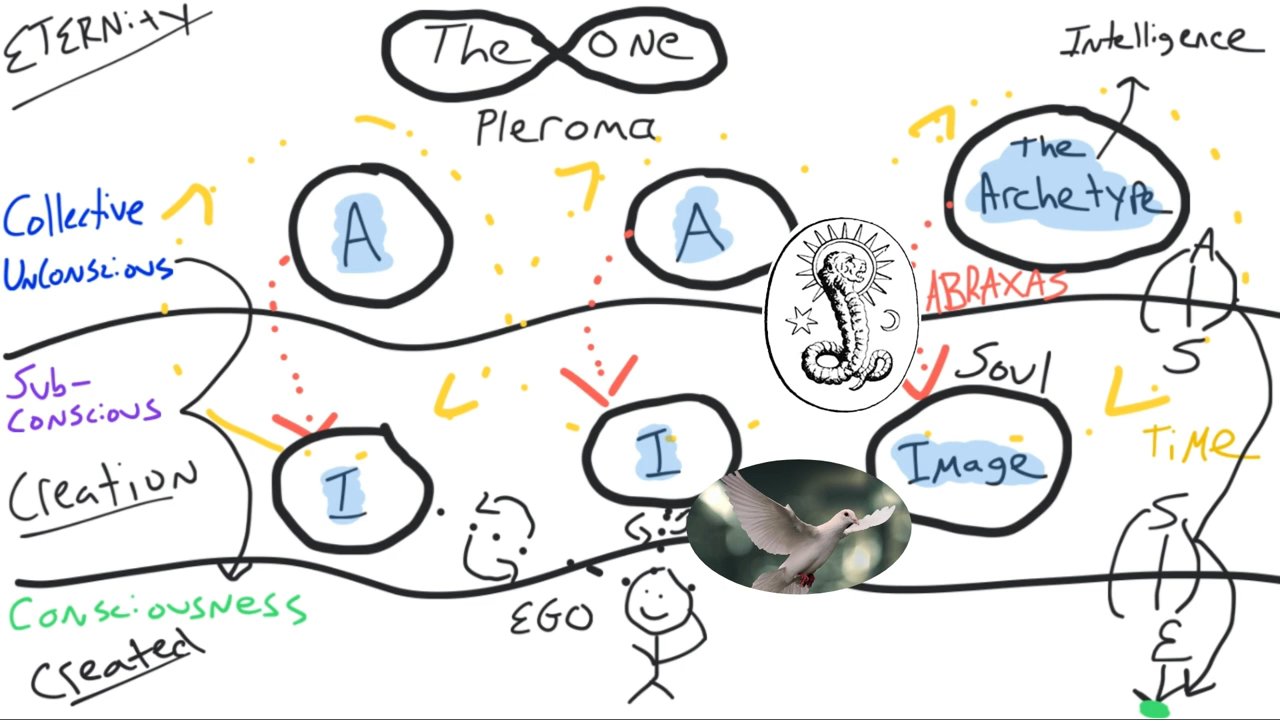 ETERNity
The ONe
Pleroma
Intelligence
The
Archetype
A
A
Collective
UNConscious
A
S
ABRAXAS
Sub-
conscious
Soul
TiMe
I
I
Image
Creation
S
E
Consciousness
EGO
Created